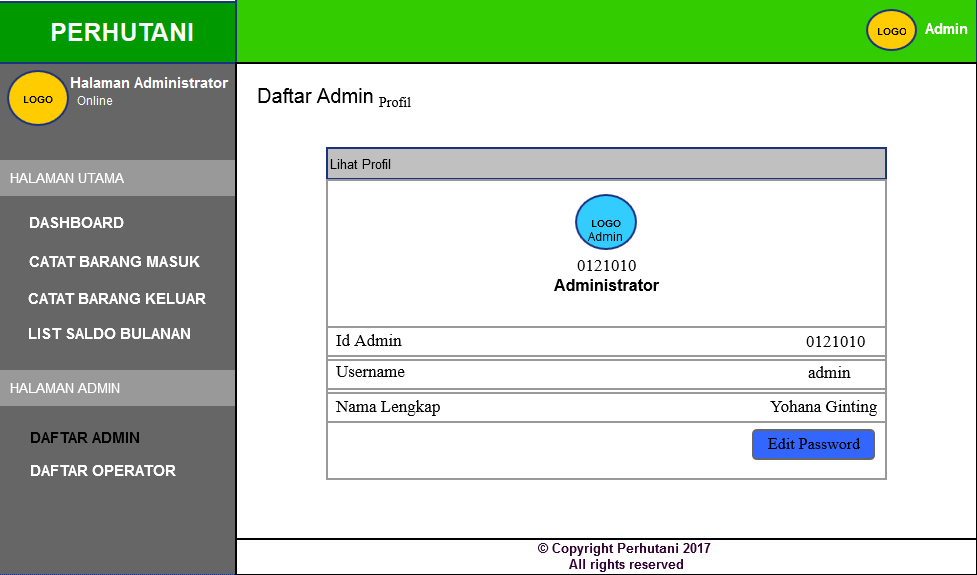 PERHUTANI
LOGO
Admin
LOGO
Halaman Administrator
Online
HALAMAN UTAMA
DASHBOARD
CATAT BARANG MASUK
CATAT BARANG KELUAR
LIST SALDO BULANAN
HALAMAN ADMIN
DAFTAR ADMIN
DAFTAR OPERATOR
Daftar Admin Profil
Lihat Profil
LOGO
Admin
0121010
Administrator
Id Admin 0121010
Username admin
Nama Lengkap Yohana Ginting
Edit Password
© Copyright Perhutani 2017
All rights reserved